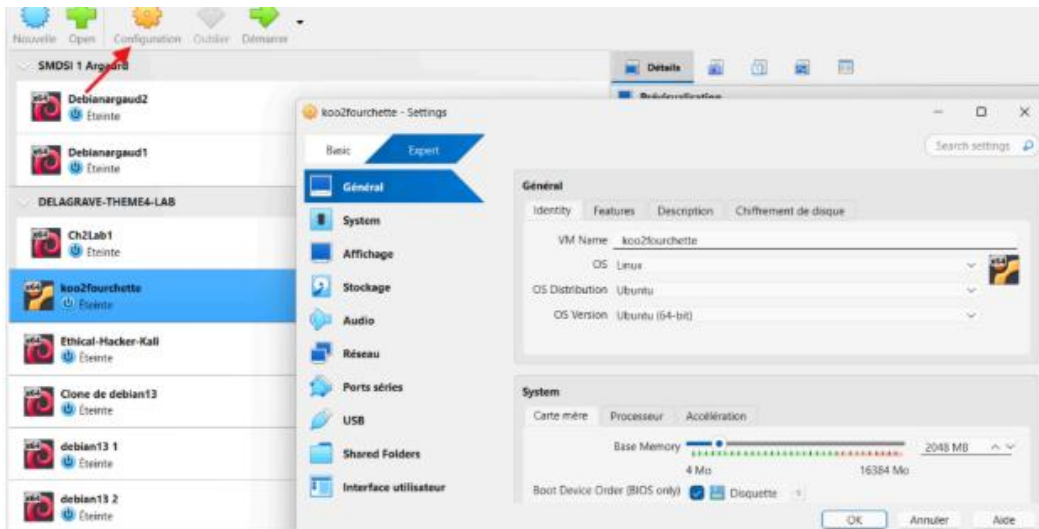 Nouvelle Open Configuration Oublier Démarrer
SMDSI 1 Argaurd
Debianargaud2
Éteinte
Debianargaud1
Éteinte
DELAGRAVE-THEME4-LAB
Ch2Lab1
Éteinte
koo2fourchette
Éteinte
Ethical-Hacker-Kali
Éteinte
Clone de debian13
Éteinte
debian13 1
Éteinte
debian13 2
Éteinte
Détails
Prévisualisation
koo2fourchette - Settings
Basic Expert
Search settings
Général
System
Affichage
Stockage
Audio
Réseau
Ports séries
USB
Shared Folders
Interface utilisateur
Général
Identity Features Description Chiffrement de disque
VM Name koo2fourchette
OS Linux
OS Distribution Ubuntu
OS Version Ubuntu (64-bit)
System
Carte mère Processeur Accélération
Base Memory 2048 MB
4 Mo 16384 Mo
Boot Device Order (BIOS only) Disquette
OK Annuler Aide